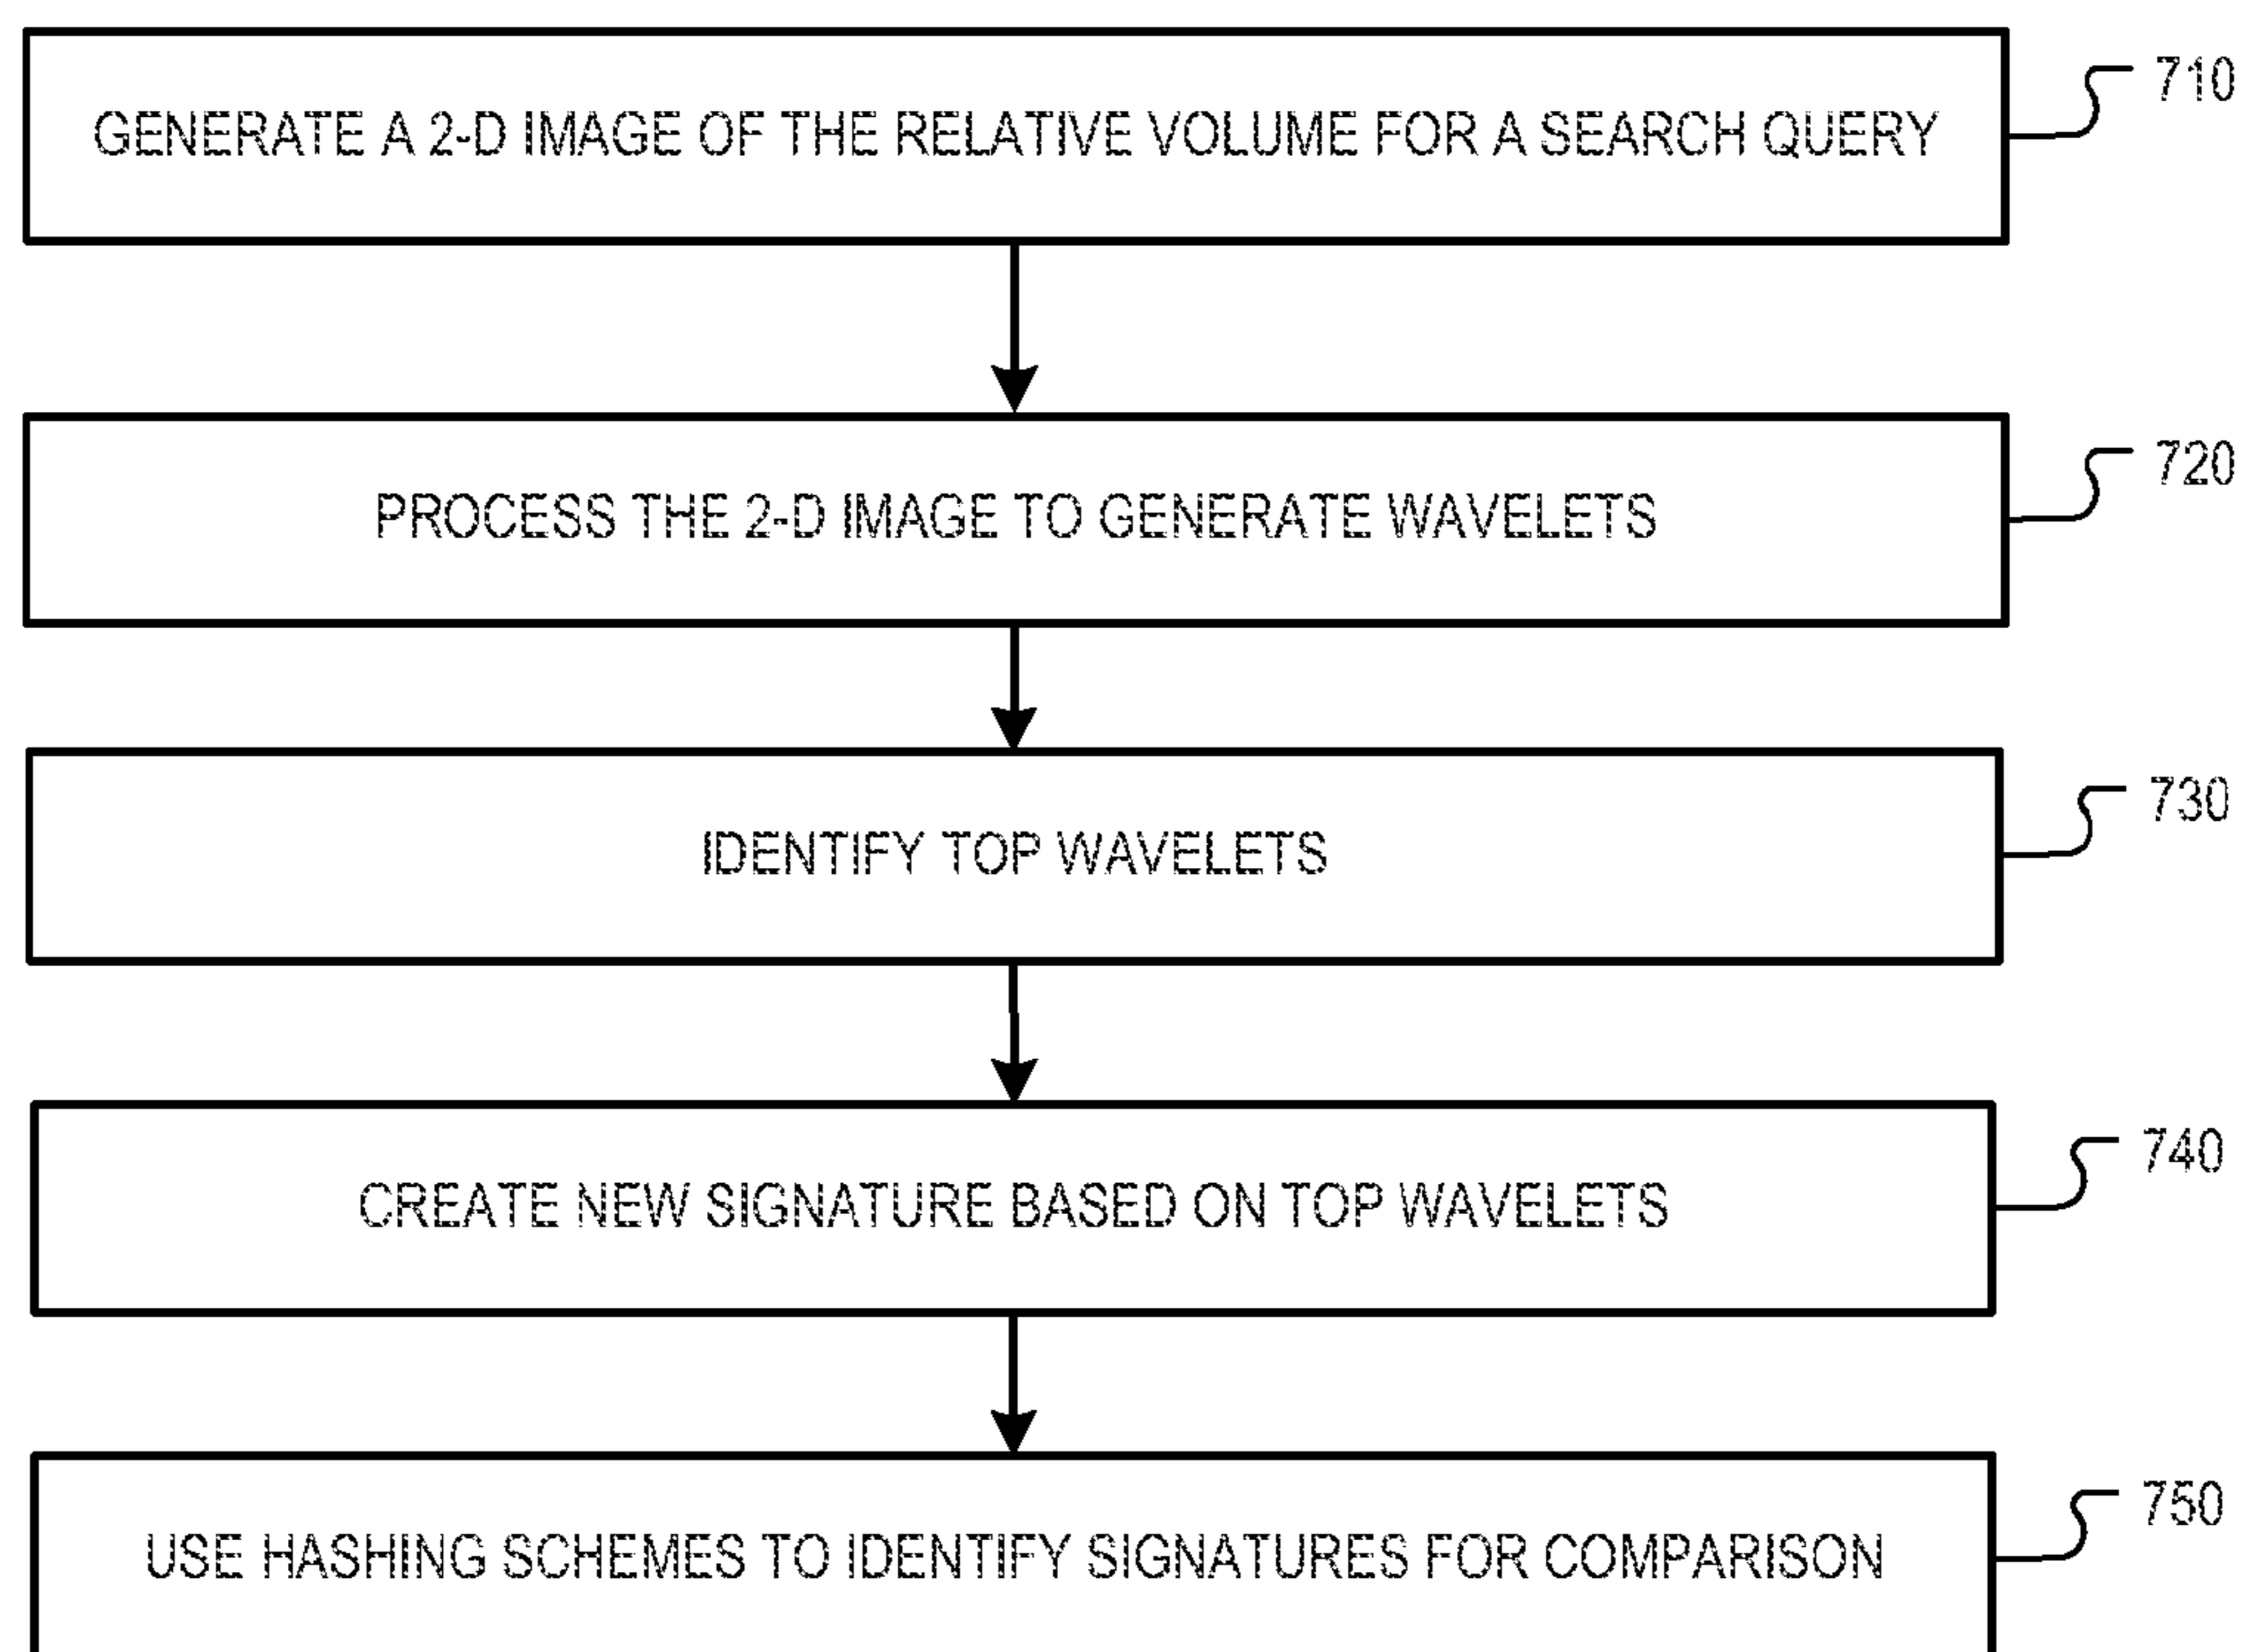 GENERATE A 2-D IMAGE OF THE RELATIVE VOLUME FOR A SEARCH QUERY
710
PROCESS THE 2-D IMAGE TO GENERATE WAVELETS
720
IDENTIFY TOP WAVELETS
730
CREATE NEW SIGNATURE BASED ON TOP WAVELETS
740
USE HASHING SCHEMES TO IDENTIFY SIGNATURES FOR COMPARISON
750